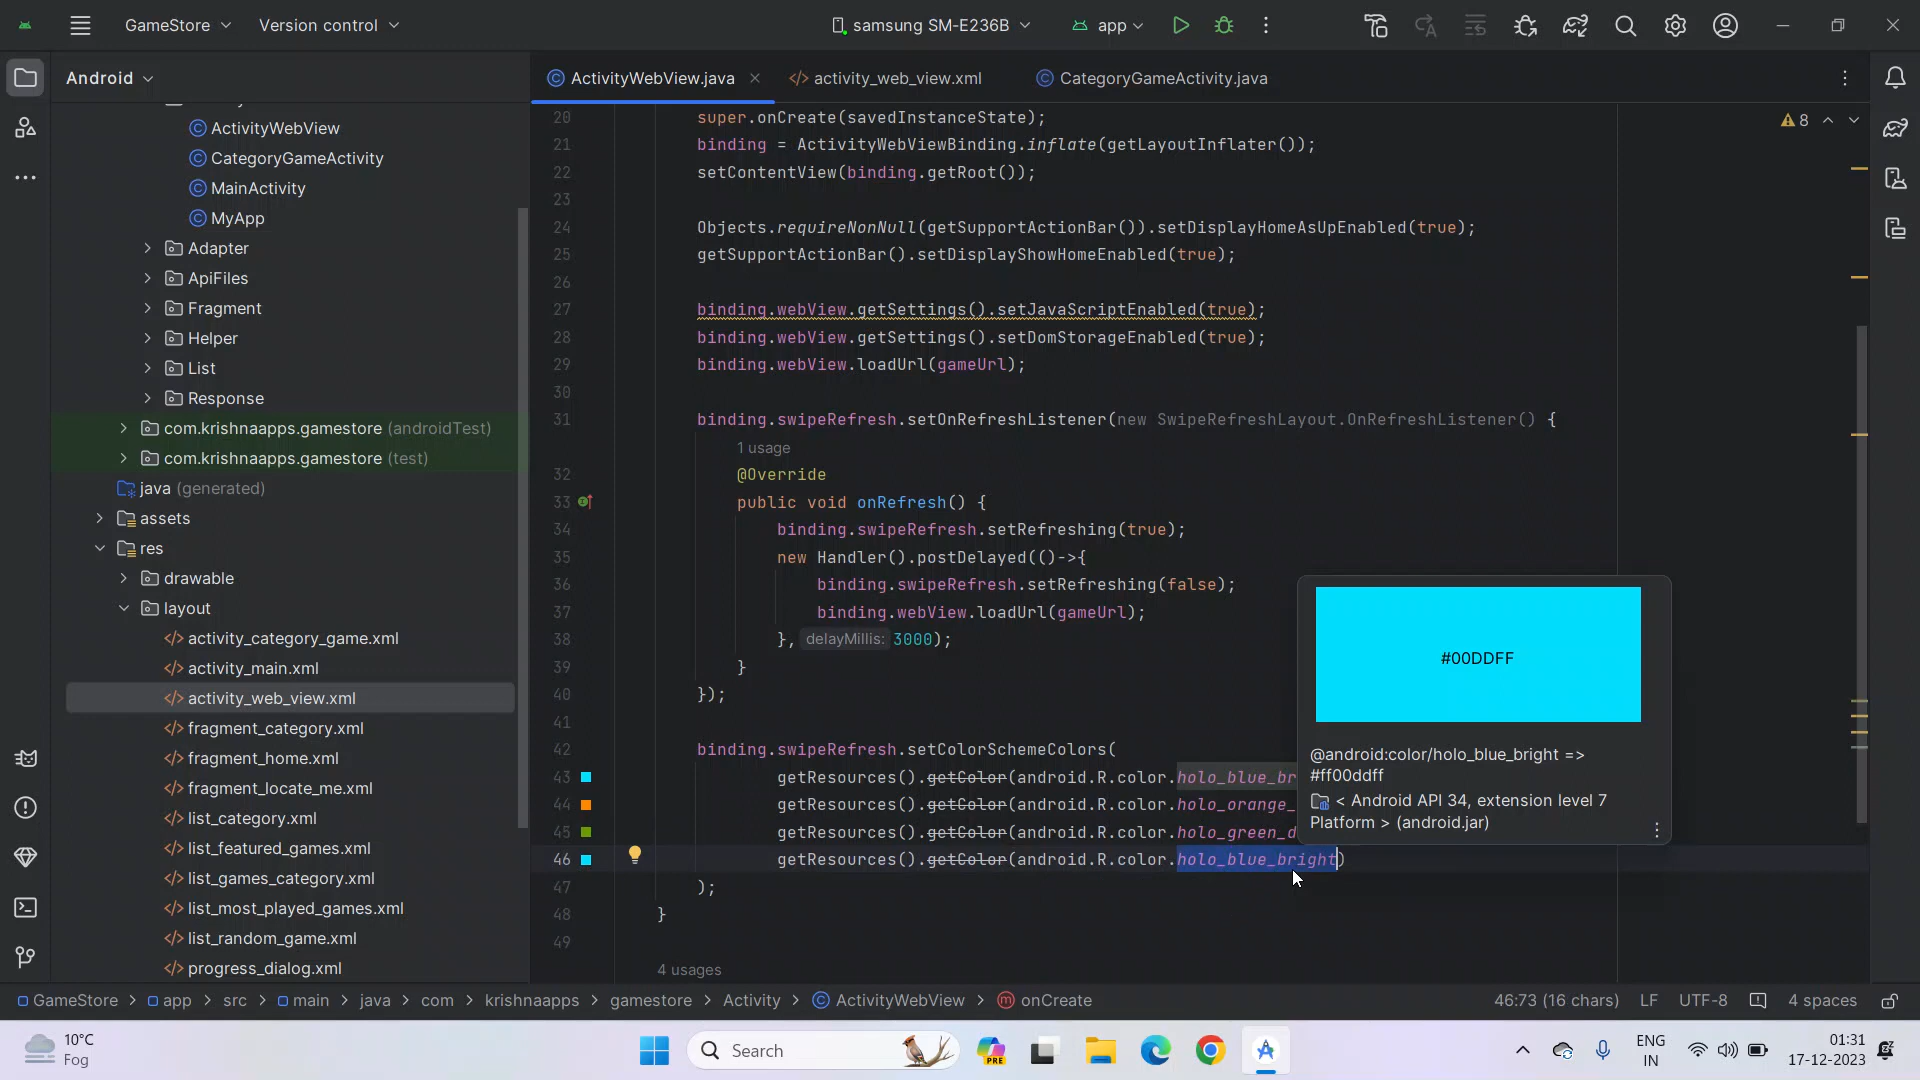 GameStore
Version control
samsung SM-E236B
app
Android
ActivityWebView.java
activity_web_view.xml
CategoryGameActivity.java
ActivityWebView
CategoryGameActivity
MainActivity
MyApp
Adapter
ApiFiles
Fragment
Helper
List
Response
com.krishnaapps.gamestore (androidTest)
com.krishnaapps.gamestore (test)
java (generated)
assets
res
drawable
layout
activity_category_game.xml
activity_main.xml
activity_web_view.xml
fragment_category.xml
fragment_home.xml
fragment_locate_me.xml
list_category.xml
list_featured_games.xml
list_games_category.xml
list_most_played_games.xml
list_random_game.xml
progress_dialog.xml
8
20 super.onCreate(savedInstanceState);
21 binding = ActivityWebViewBinding.inflate(getLayoutInflater());
22 setContentView(binding.getRoot());
23
24 Objects.requireNonNull(getSupportActionBar()).setDisplayHomeAsUpEnabled(true);
25 getSupportActionBar().setDisplayShowHomeEnabled(true);
26
27 binding.webView.getSettings().setJavaScriptEnabled(true);
28 binding.webView.getSettings().setDomStorageEnabled(true);
29 binding.webView.loadUrl(gameUrl);
30
31 binding.swipeRefresh.setOnRefreshListener(new SwipeRefreshLayout.OnRefreshListener() {
1 usage
32 @Override
33 public void onRefresh() {
34 binding.swipeRefresh.setRefreshing(true);
35 new Handler().postDelayed(()->{
36 binding.swipeRefresh.setRefreshing(false);
37 binding.webView.loadUrl(gameUrl);
38 }, delayMillis: 3000);
39 }
40 });
41
42 binding.swipeRefresh.setColorSchemeColors(
43 getResources().getColor(android.R.color.holo_blue_br
44 getResources().getColor(android.R.color.holo_orange_
45 getResources().getColor(android.R.color.holo_green_d
46 getResources().getColor(android.R.color.holo_blue_bright)
47 );
48 }
49
4 usages
#00DDFF
@android:color/holo_blue_bright =>
#ff00ddff
< Android API 34, extension level 7
Platform > (android.jar)
GameStore > app > src > main > java > com > krishnaapps > gamestore > Activity > ActivityWebView > onCreate
46:73 (16 chars) LF UTF-8 4 spaces
10°C
Fog
Search
PRE
ENG
IN
01:31
17-12-2023